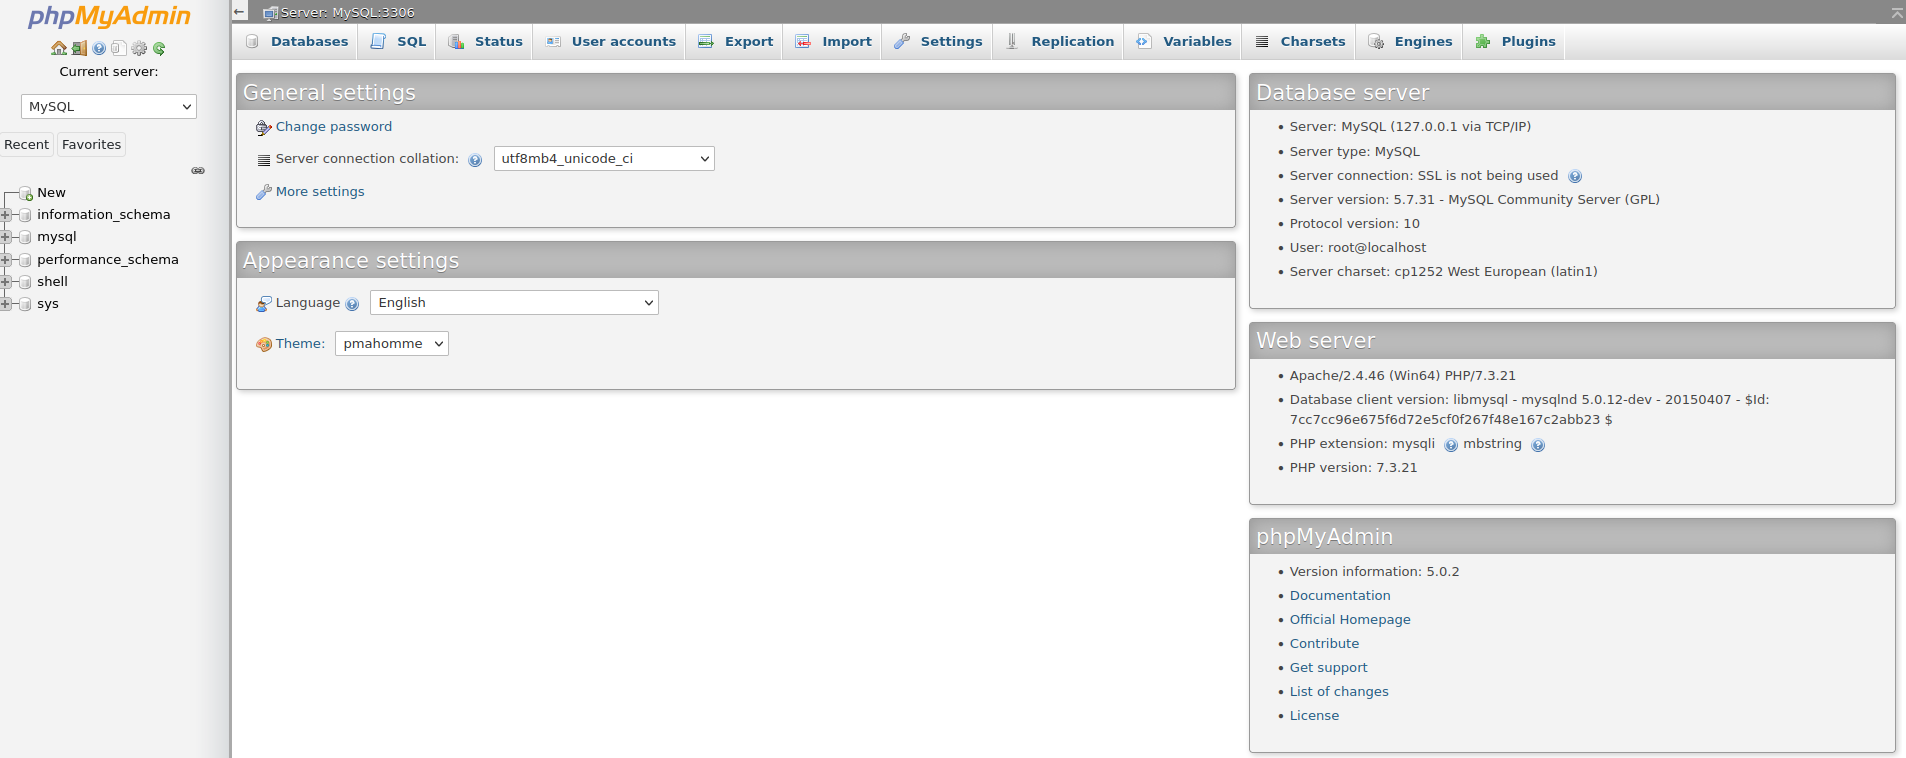 phpMyAdmin
Current server:
MySQL
Recent Favorites
New
information_schema
mysql
performance_schema
shell
sys
Server: MySQL:3306
Databases SQL Status User accounts Export Import Settings Replication Variables Charsets Engines Plugins
General settings
Change password
Server connection collation: utf8mb4_unicode_ci
More settings
Appearance settings
Language English
Theme: pmahomme
Database server
Server: MySQL (127.0.0.1 via TCP/IP)
Server type: MySQL
Server connection: SSL is not being used
Server version: 5.7.31 - MySQL Community Server (GPL)
Protocol version: 10
User: root@localhost
Server charset: cp1252 West European (latin1)
Web server
Apache/2.4.46 (Win64) PHP/7.3.21
Database client version: libmysql - mysqlnd 5.0.12-dev - 20150407 - $Id:
7cc7cc96e675f6d72e5cf0f267f48e167c2abb23 $
PHP extension: mysqli mbstring
PHP version: 7.3.21
phpMyAdmin
Version information: 5.0.2
Documentation
Official Homepage
Contribute
Get support
List of changes
License